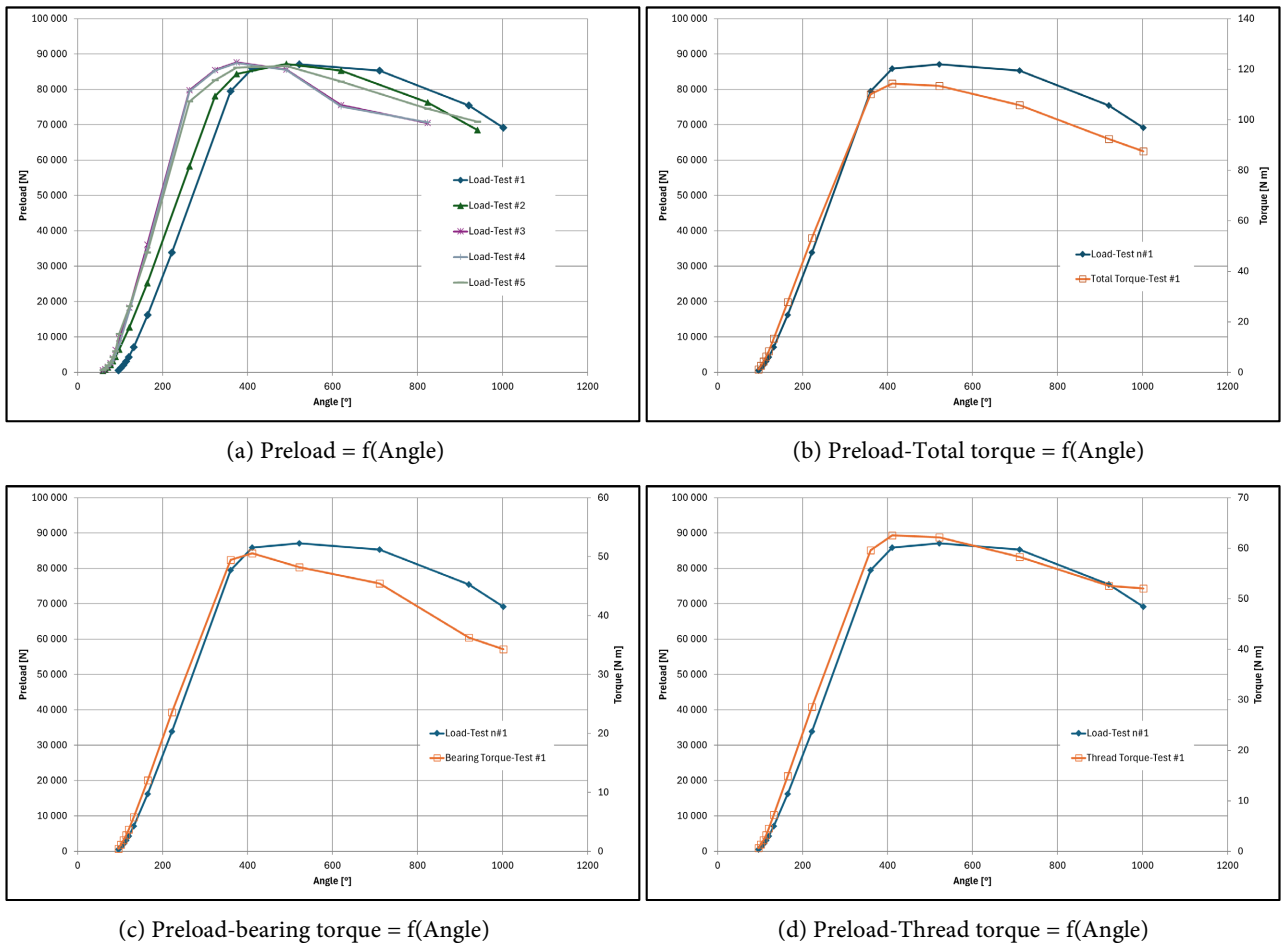 100 000
90 000
80 000
70 000
60 000
50 000
40 000
30 000
20 000
10 000
0
0 200 400 600 800 1000 1200
Preload [N]
Angle [º]
Load-Test #1
Load-Test #2
Load-Test #3
Load-Test #4
Load-Test #5
(a) Preload = f(Angle)
100 000
90 000
80 000
70 000
60 000
50 000
40 000
30 000
20 000
10 000
0
0 200 400 600 800 1000 1200
Preload [N]
Angle [º]
140
120
100
80
60
40
20
0
Torque [N m]
Load-Test n#1
Total Torque-Test #1
(b) Preload-Total torque = f(Angle)
100 000
90 000
80 000
70 000
60 000
50 000
40 000
30 000
20 000
10 000
0
0 200 400 600 800 1000 1200
Preload [N]
Angle [º]
60
50
40
30
20
10
0
Torque [N m]
Load-Test n#1
Bearing Torque-Test #1
(c) Preload-bearing torque = f(Angle)
100 000
90 000
80 000
70 000
60 000
50 000
40 000
30 000
20 000
10 000
0
0 200 400 600 800 1000 1200
Preload [N]
Angle [º]
70
60
50
40
30
20
10
0
Torque [N m]
Load-Test n#1
Thread Torque-Test #1
(d) Preload-Thread torque = f(Angle)